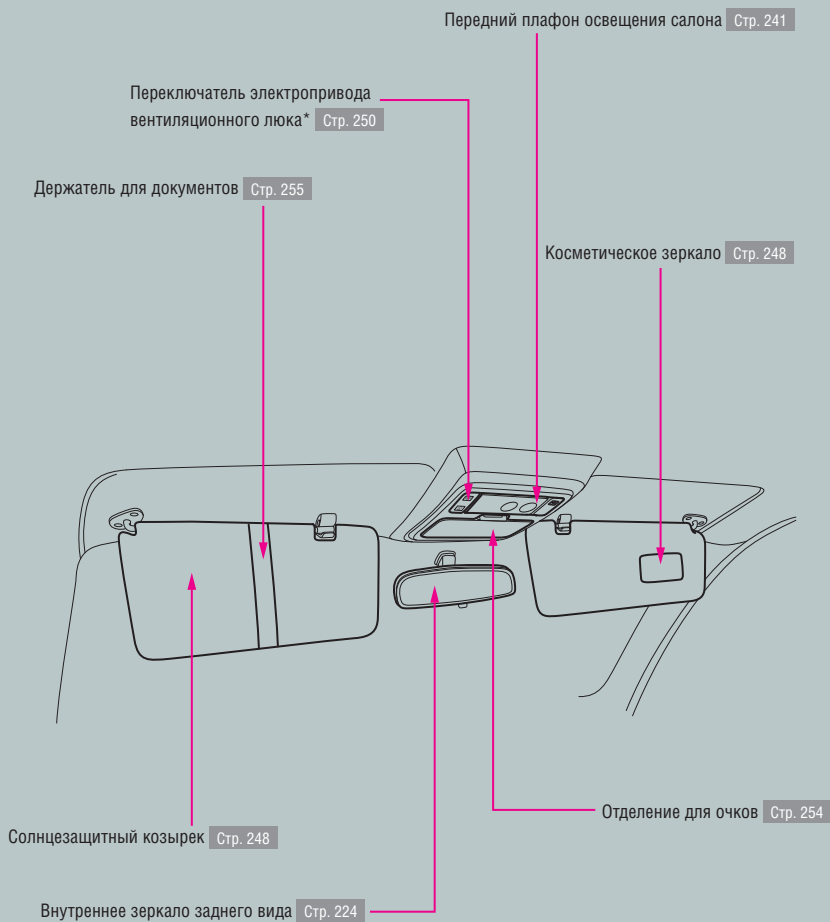 Передний плафон освещения салона Стр. 241
Переключатель электропривода
вентиляционного люка* Стр. 250
Держатель для документов Стр. 255
Косметическое зеркало Стр. 248
Отделение для очков Стр. 254
Солнцезащитный козырек Стр. 248
Внутреннее зеркало заднего вида Стр. 224